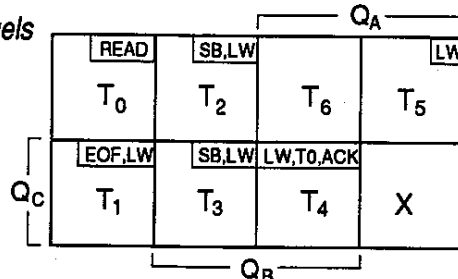 els
Q_A
READ SB,LW LW
T_0 T_2 T_6 T_5
EOF,LW SB,LW LW,T0,ACK
Q_C T_1 T_3 T_4 X
Q_B